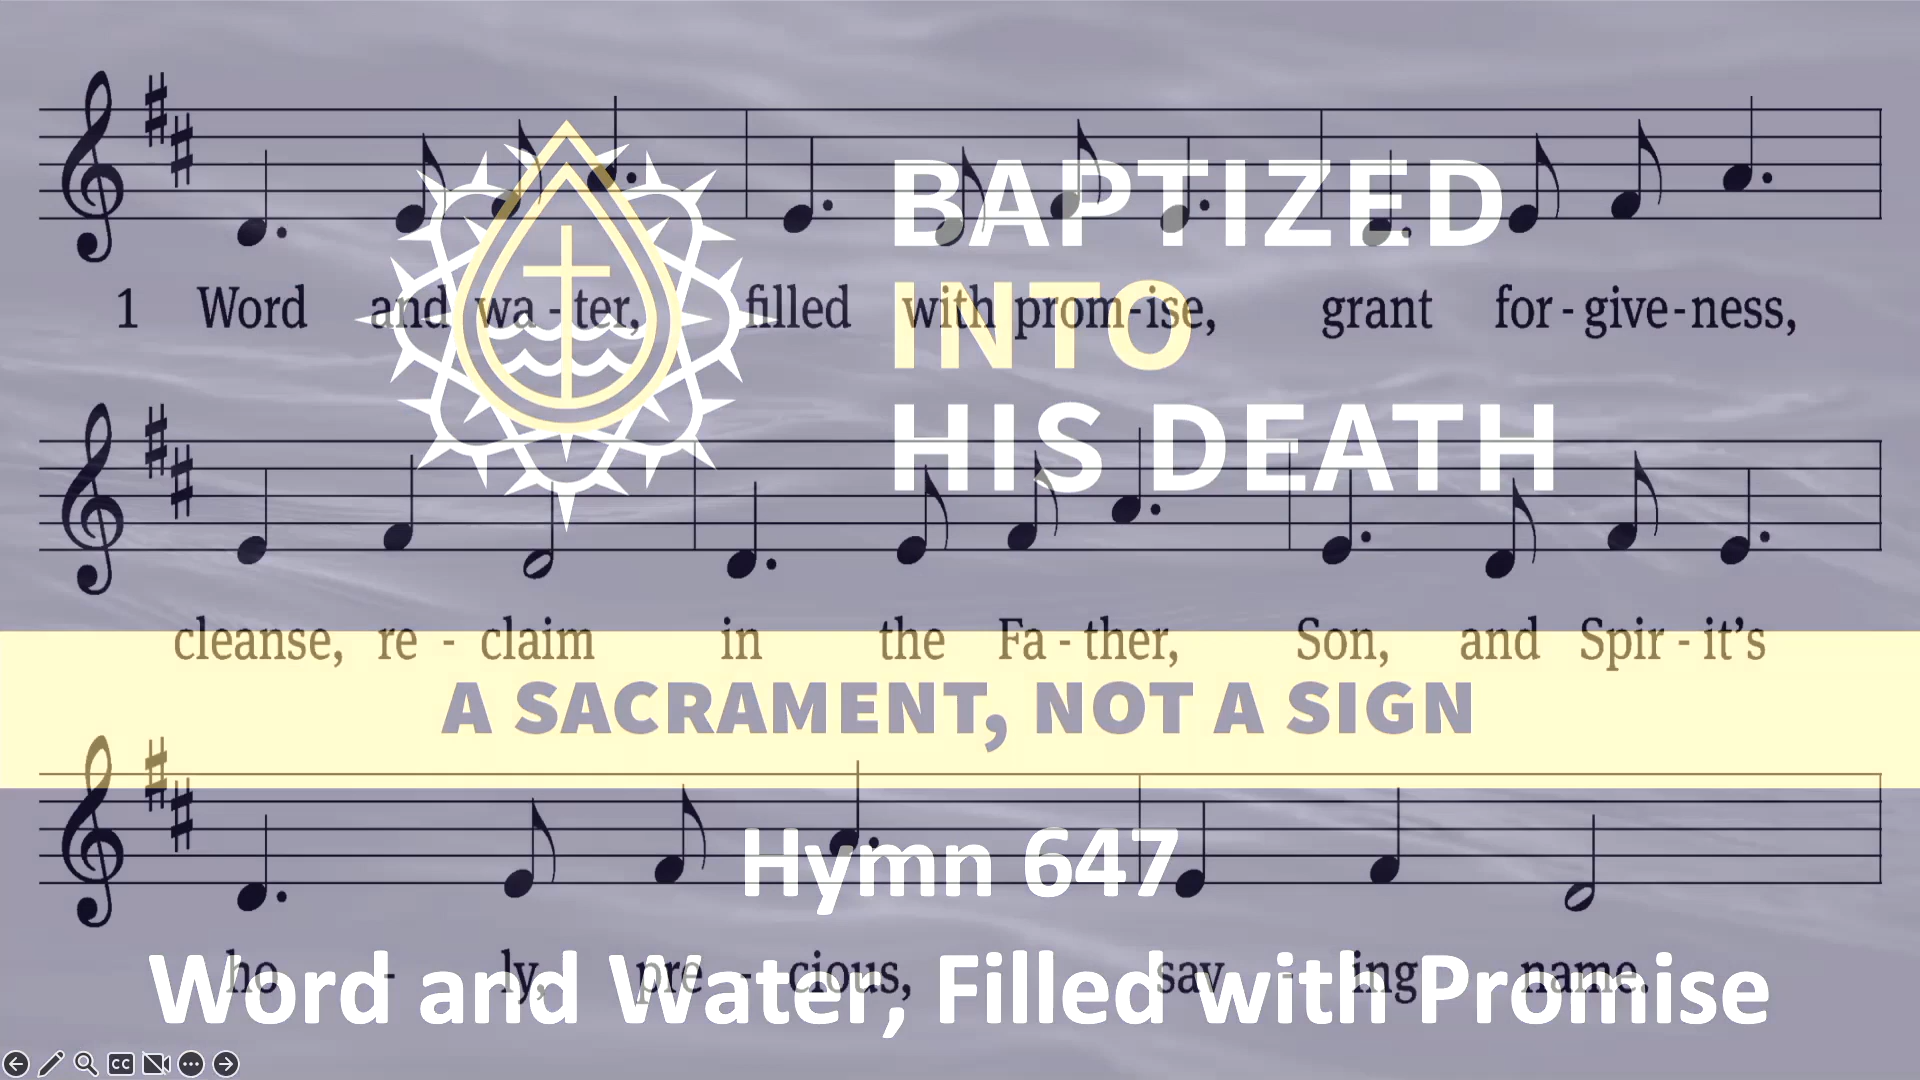 BAPTIZED
1 Word and wa - ter, filled with prom - ise, grant for - give - ness,
INTO
HIS DEATH
cleanse, re - claim in the Fa - ther, Son, and Spir - it’s
A SACRAMENT, NOT A SIGN
Hymn 647
ho - ly, pre - cious, sav - ing name.
Word and Water, Filled with Promise
CC